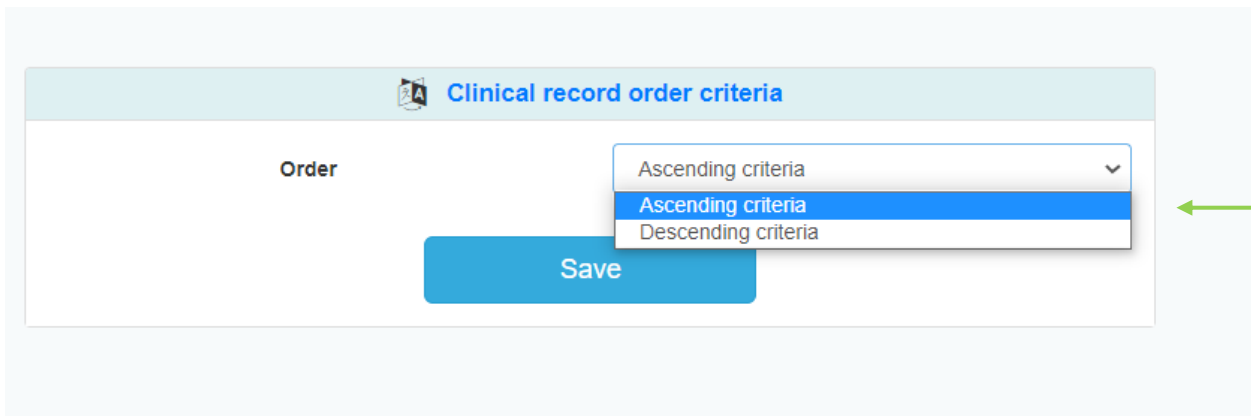 Clinical record order criteria
Order
Ascending criteria
Ascending criteria
Descending criteria
Save